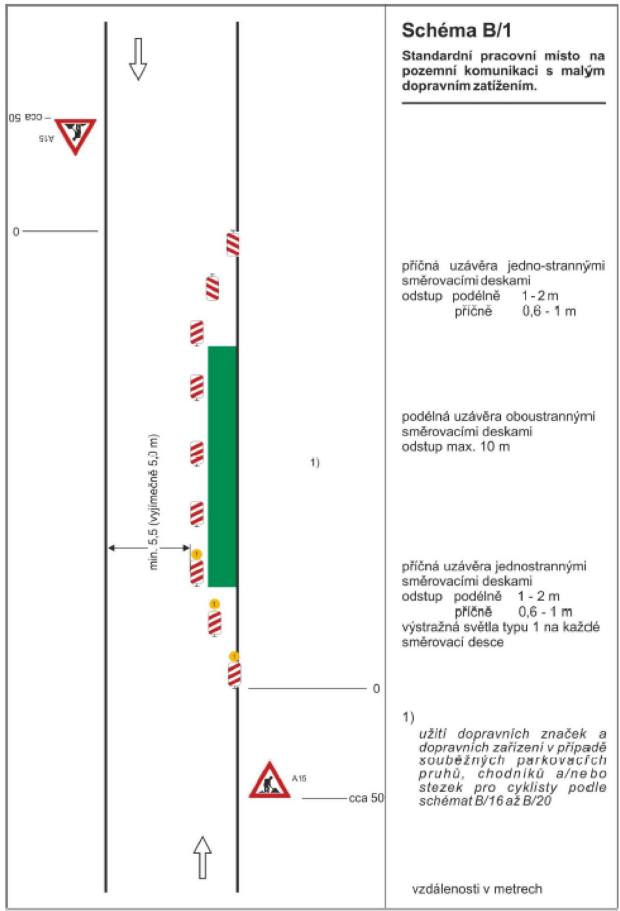 Schéma B/1
Standardní pracovní místo na
pozemní komunikaci s malým
dopravním zatížením.
cca 50
A15
0
příčná uzávěra jedno-strannými
směrovacími deskami
odstup podélně 1 - 2 m
příčně 0,6 - 1 m
podélná uzávěra oboustrannými
směrovacími deskami
odstup max. 10 m
1)
min. 5,5 (vyjímečně 5,0 m)
příčná uzávěra jednostrannými
směrovacími deskami
odstup podélně 1 - 2 m
příčně 0,6 - 1 m
výstražná světla typu 1 na každé
směrovací desce
1
1
1
0
1)
užití dopravních značek a
dopravních zařízení v případě
souběžných parkovacích
pruhů, chodníků a/nebo
stezek pro cyklisty podle
schémat B/16 až B/20
A15
cca 50
vzdálenosti v metrech